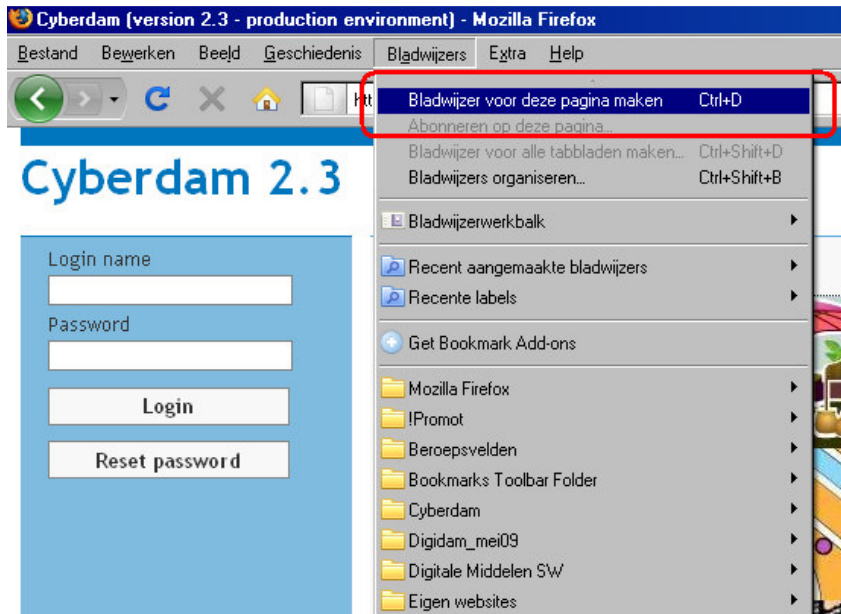 Cyberdam (version 2.3 - production environment) - Mozilla Firefox
Bestand Bewerken Beeld Geschiedenis Bladwijzers Extra Help
htt
Bladwijzer voor deze pagina maken Ctrl+D
Abonneren op deze pagina...
Bladwijzer voor alle tabbladen maken... Ctrl+Shift+D
Bladwijzers organiseren... Ctrl+Shift+B
Bladwijzerwerkbalk
Recent aangemaakte bladwijzers
Recente labels
Get Bookmark Add-ons
Mozilla Firefox
!Promot
Beroepsvelden
Bookmarks Toolbar Folder
Cyberdam
Digidam_mei09
Digitale Middelen SW
Eigen websites
Cyberdam 2.3
Login name
Password
Login
Reset password